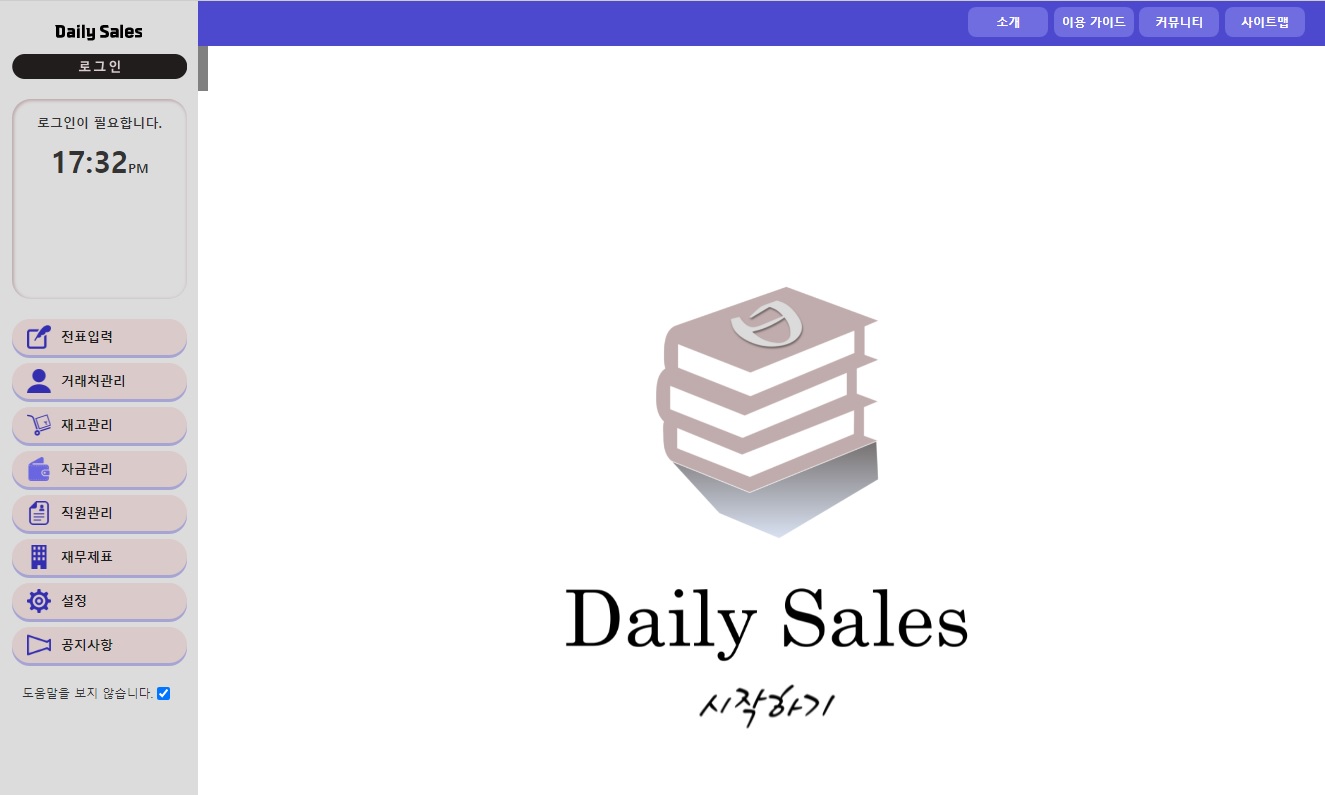 Daily Sales
로그인
로그인이 필요합니다.
17:32PM
전표입력
거래처관리
재고관리
자금관리
직원관리
재무제표
설정
공지사항
도움말을 보지 않습니다.
소개
이용 가이드
커뮤니티
사이트맵
Daily Sales
시작하기